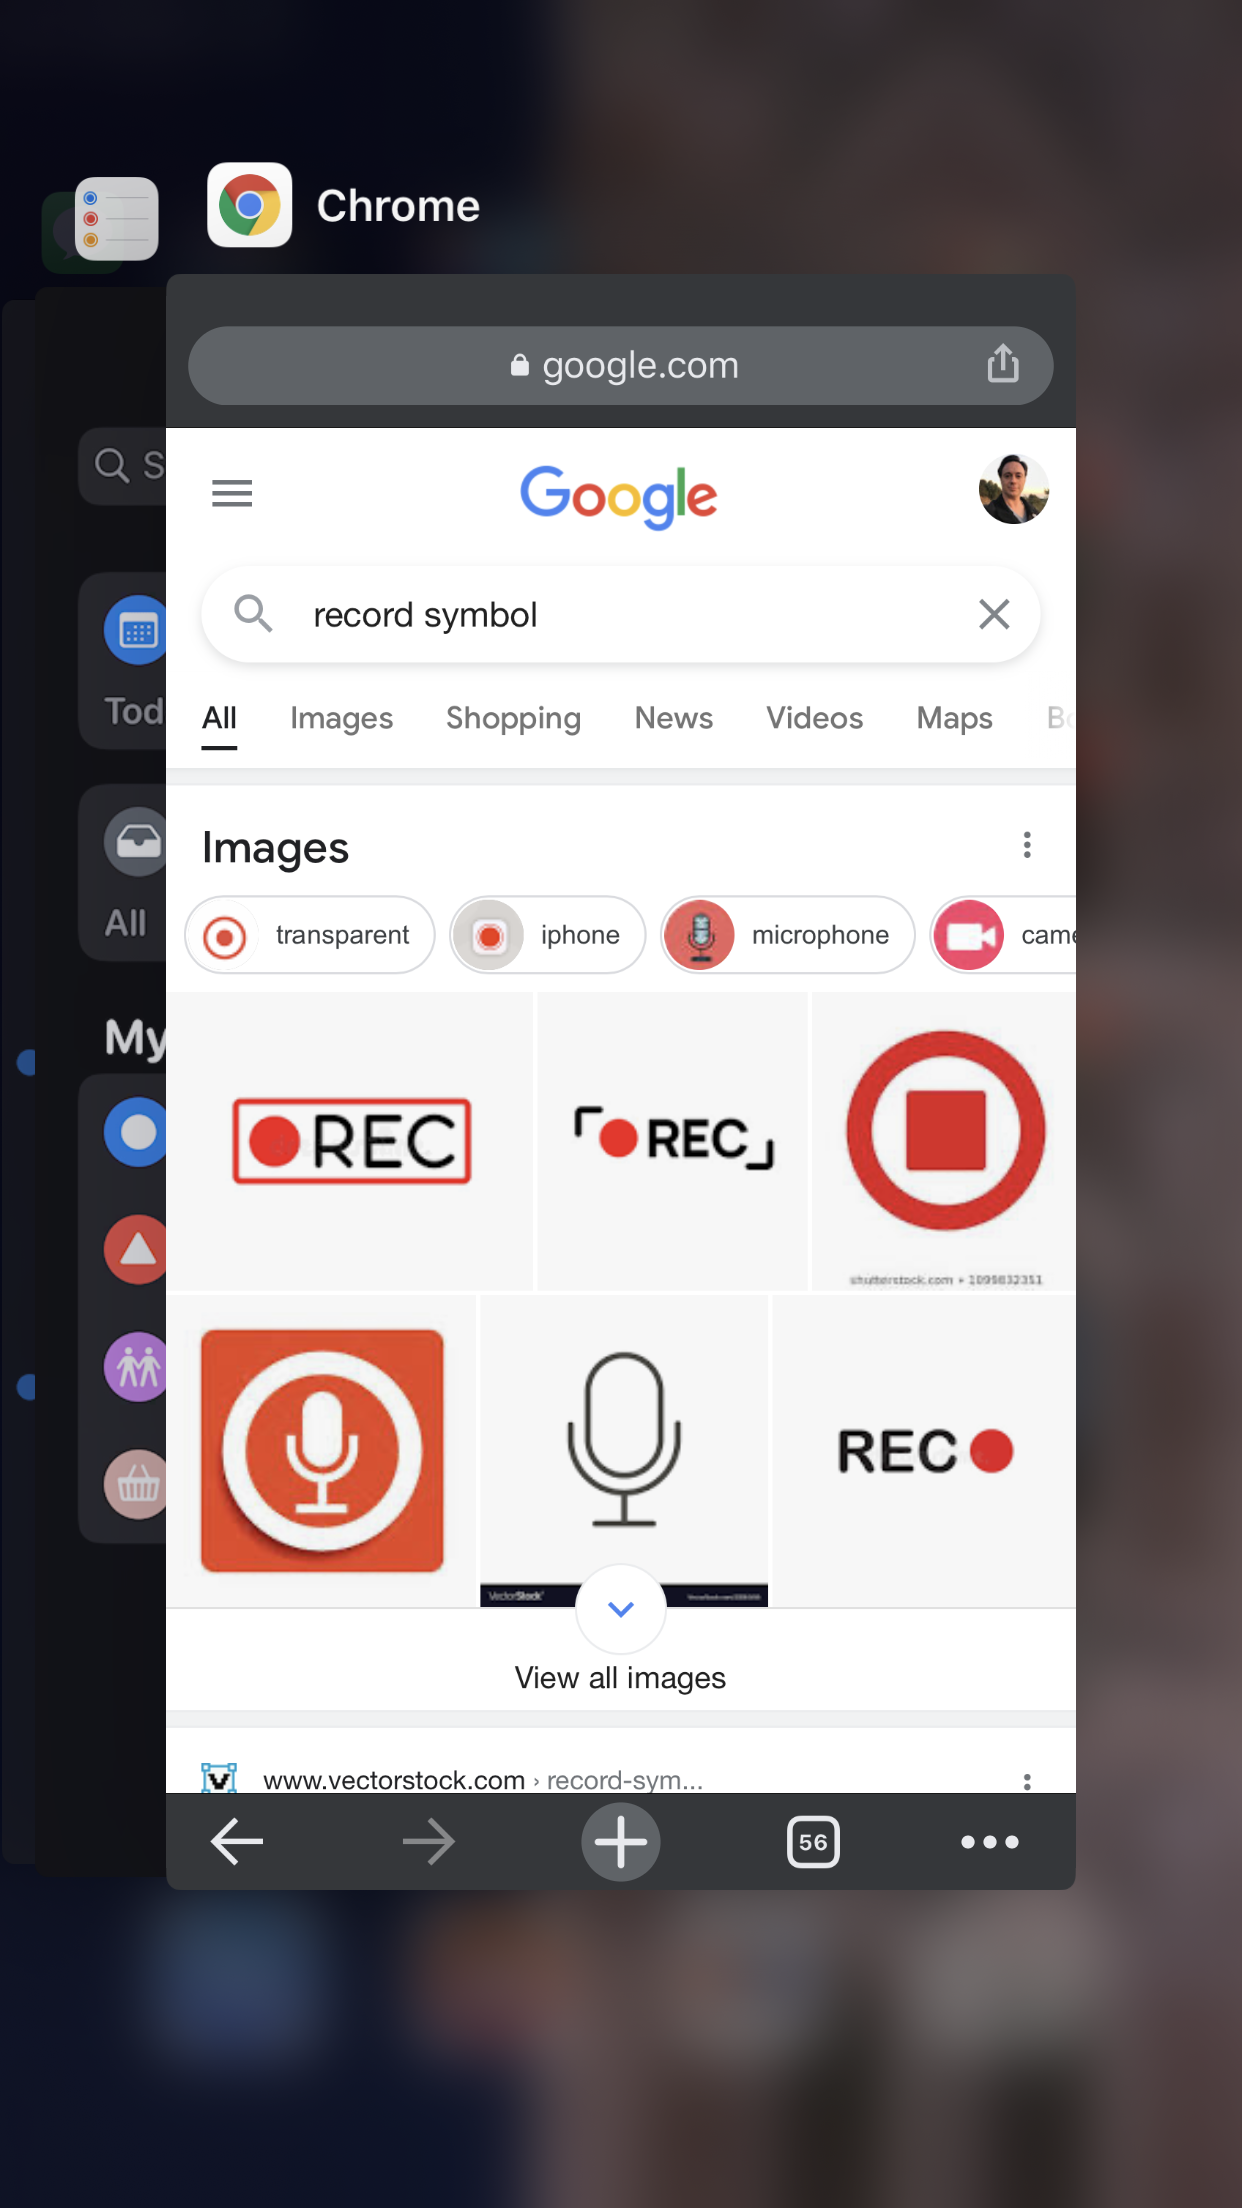 Chrome
google.com
Google
record symbol
All Images Shopping News Videos Maps
Images
transparent iphone microphone came
REC REC
shutterstock.com • 1099832351
REC
VectorStock
View all images
www.vectorstock.com › record-sym...
56
S
Tod
All
My